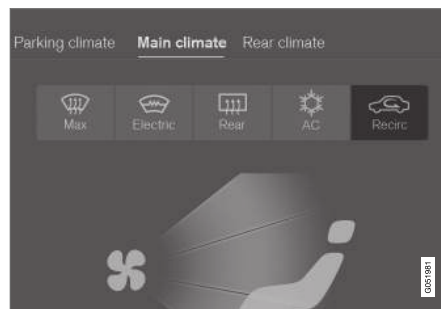 Parking climate Main climate Rear climate
Max Electric Rear AC Recirc
G051981